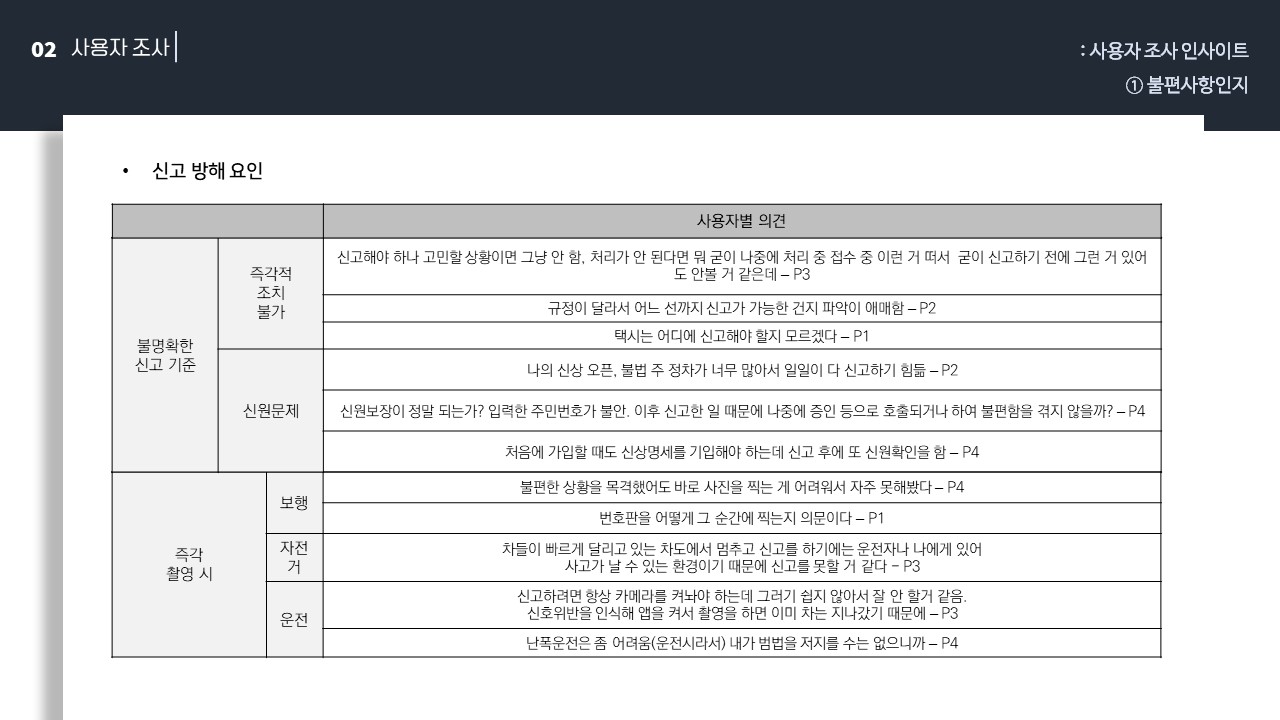 02 사용자 조사
: 사용자 조사 인사이트
① 불편사항인지
• 신고 방해 요인
사용자별 의견
불명확한
신고 기준
즉각적
조치
불가
신고해야 하나 고민할 상황이면 그냥 안 함, 처리가 안 된다면 뭐 굳이 나중에 처리 중 접수 중 이런 거 떠서 굳이 신고하기 전에 그런 거 있어
도 안볼 거 같은데 – P3
규정이 달라서 어느 선까지 신고가 가능한 건지 파악이 애매함 – P2
택시는 어디에 신고해야 할지 모르겠다 – P1
신원문제
나의 신상 오픈, 불법 주 정차가 너무 많아서 일일이 다 신고하기 힘듦 – P2
신원보장이 정말 되는가? 입력한 주민번호가 불안. 이후 신고한 일 때문에 나중에 증인 등으로 호출되거나 하여 불편함을 겪지 않을까? – P4
처음에 가입할 때도 신상명세를 기입해야 하는데 신고 후에 또 신원확인을 함 – P4
즉각
촬영 시
보행
불편한 상황을 목격했어도 바로 사진을 찍는 게 어려워서 자주 못해봤다 – P4
번호판을 어떻게 그 순간에 찍는지 의문이다 – P1
자전
거
차들이 빠르게 달리고 있는 차도에서 멈추고 신고를 하기에는 운전자나 나에게 있어
사고가 날 수 있는 환경이기 때문에 신고를 못할 거 같다 – P3
운전
신고하려면 항상 카메라를 켜놔야 하는데 그러기 쉽지 않아서 잘 안 할거 같음.
신호위반을 인식해 앱을 켜서 촬영을 하면 이미 차는 지나갔기 때문에 – P3
난폭운전은 좀 어려움(운전시라서) 내가 범법을 저지를 수는 없으니까 – P4